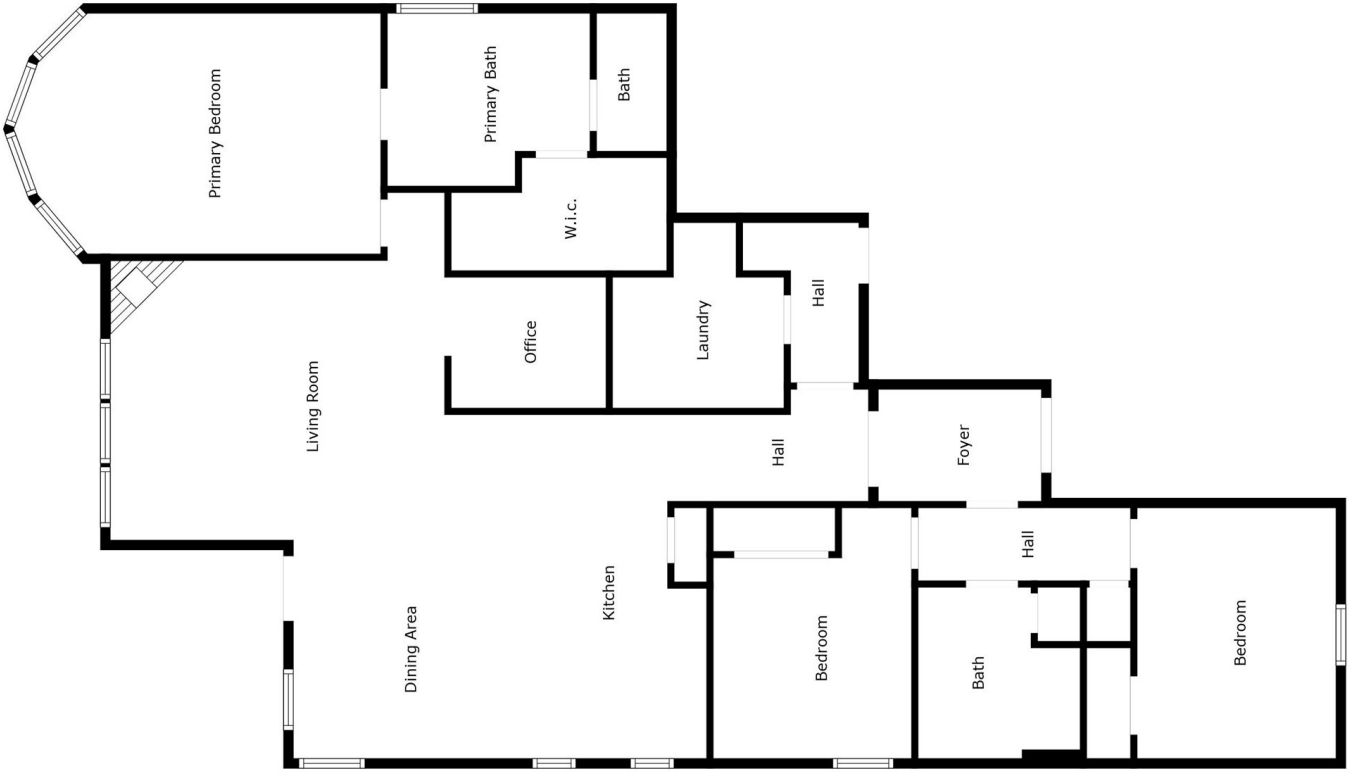 Primary Bedroom
Primary Bath
Bath
W.i.c.
Office
Laundry
Hall
Living Room
Hall
Foyer
Hall
Kitchen
Dining Area
Bedroom
Bath
Bedroom